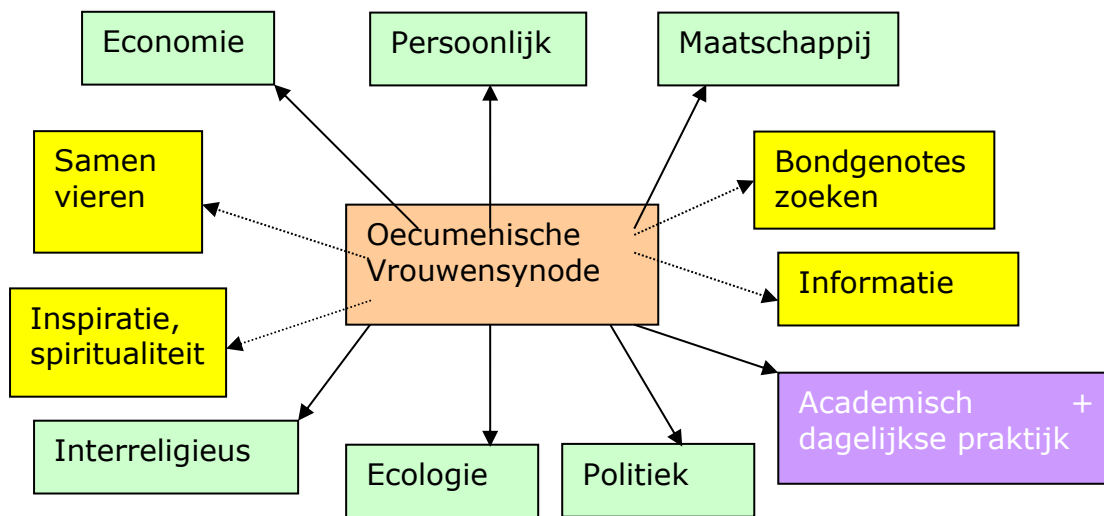 Economie
Persoonlijk
Maatschappij
Samen
vieren
Bondgenotes
zoeken
Oecumenische
Vrouwensynode
Informatie
Inspiratie,
spiritualiteit
Academisch +
dagelijkse praktijk
Interreligieus
Ecologie
Politiek